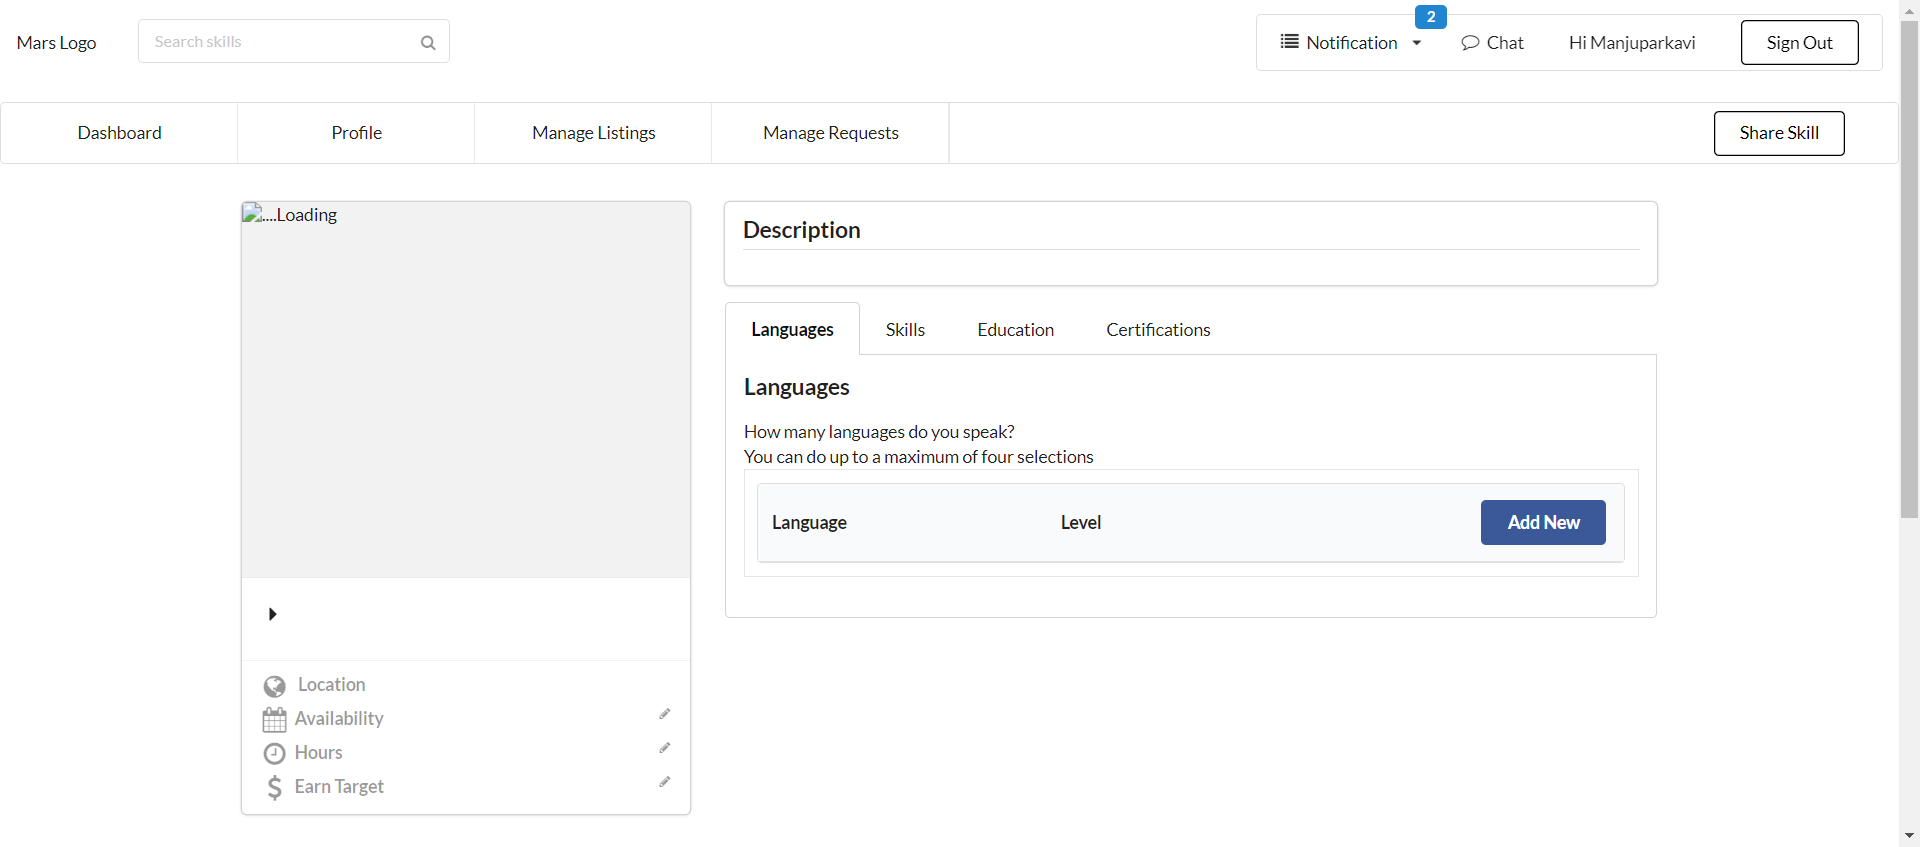 Mars Logo
Search skills
2
Notification
Chat
Hi Manjuparkavi
Sign Out
Dashboard
Profile
Manage Listings
Manage Requests
Share Skill
....Loading
Location
Availability
Hours
Earn Target
Description
Languages
Skills
Education
Certifications
Languages
How many languages do you speak?
You can do up to a maximum of four selections
Language
Level
Add New